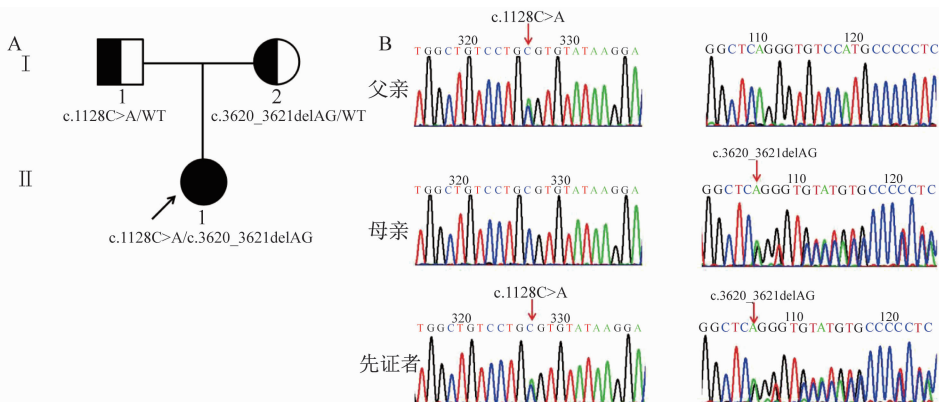 A
I
1
2
c.1128C>A/WT
c.3620_3621delAG/WT
II
1
c.1128C>A/c.3620_3621delAG
B
c.1128C>A
320
330
TGGCTGTCCTGCGTGTATAAGGA
父亲
110
120
GGCTCAGGGTGTCCATGCCCCCTC
320
330
TGGCTGTCCTGCGTGTATAAGGA
母亲
c.3620_3621delAG
110
120
GGCTCAGGGTGTATGTGCCCCCTC
c.1128C>A
320
330
TGGCTGTCCTGCGTGTATAAGGA
先证者
c.3620_3621delAG
110
120
GGCTCAGGGTGTATGTGCCCCCTC